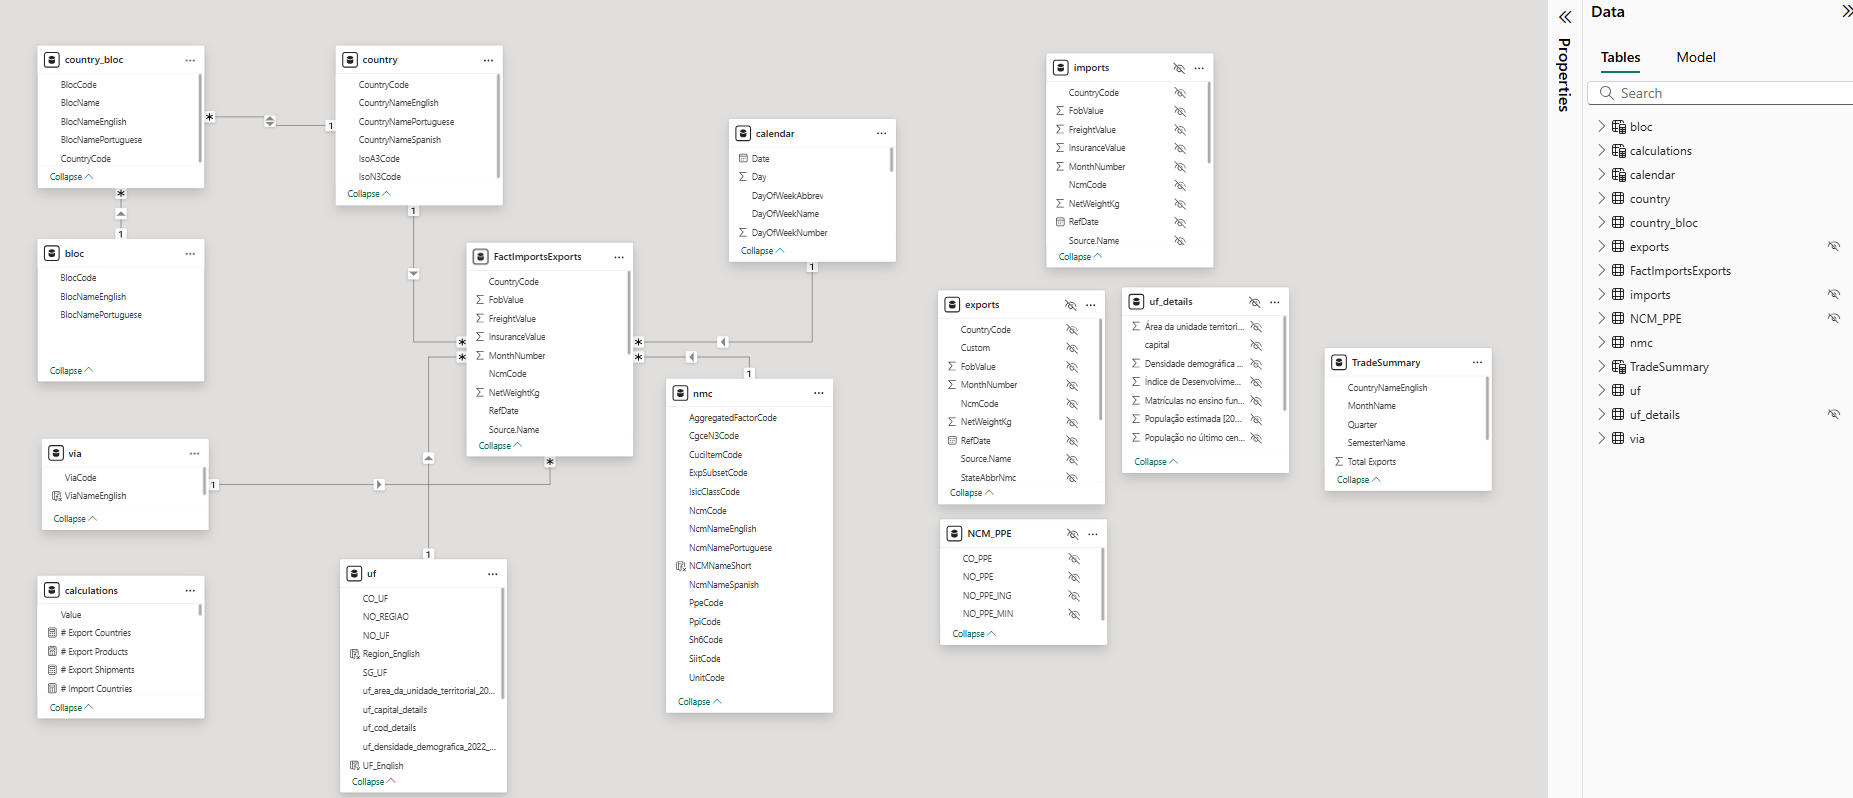 country_bloc
BlocCode
BlocName
BlocNameEnglish
BlocNamePortuguese
CountryCode
Collapse
country
CountryCode
CountryNameEnglish
CountryNamePortuguese
CountryNameSpanish
IsoA3Code
IsoN3Code
Collapse
* 1
1
*
1
bloc
BlocCode
BlocNameEnglish
BlocNamePortuguese
Collapse
calendar
Date
Day
DayOfWeekAbbrev
DayOfWeekName
DayOfWeekNumber
Collapse
1
FactImportsExports
CountryCode
FobValue
FreightValue
InsuranceValue
MonthNumber
NcmCode
NetWeightKg
RefDate
Source.Name
Collapse
* *
* *
*
1
via
ViaCode
ViaNameEnglish
Collapse
1
calculations
Value
# Export Countries
# Export Products
# Export Shipments
# Import Countries
Collapse
1
uf
CO_UF
NO_REGIAO
NO_UF
Region_English
SG_UF
uf_area_da_unidade_territorial_20...
uf_capital_details
uf_cod_details
uf_densidade_demografica_2022_...
UF_English
Collapse
nmc
AggregatedFactorCode
CgceN3Code
CuciItemCode
ExpSubsetCode
IsicClassCode
NcmCode
NcmNameEnglish
NcmNamePortuguese
NCMNameShort
NcmNameSpanish
PpeCode
PpiCode
Sh6Code
SiitCode
UnitCode
Collapse
imports
CountryCode
FobValue
FreightValue
InsuranceValue
MonthNumber
NcmCode
NetWeightKg
RefDate
Source.Name
Collapse
exports
CountryCode
Custom
FobValue
MonthNumber
NcmCode
NetWeightKg
RefDate
Source.Name
StateAbbrNmc
Collapse
uf_details
Área da unidade territori...
capital
Densidade demográfica ...
Índice de Desenvolvime...
Matrículas no ensino fun...
População estimada [20...
População no último cen...
Collapse
NCM_PPE
CO_PPE
NO_PPE
NO_PPE_ING
NO_PPE_MIN
Collapse
TradeSummary
CountryNameEnglish
MonthName
Quarter
SemesterName
Total Exports
Collapse
Properties
Data
Tables Model
Search
bloc
calculations
calendar
country
country_bloc
exports
FactImportsExports
imports
NCM_PPE
nmc
TradeSummary
uf
uf_details
via